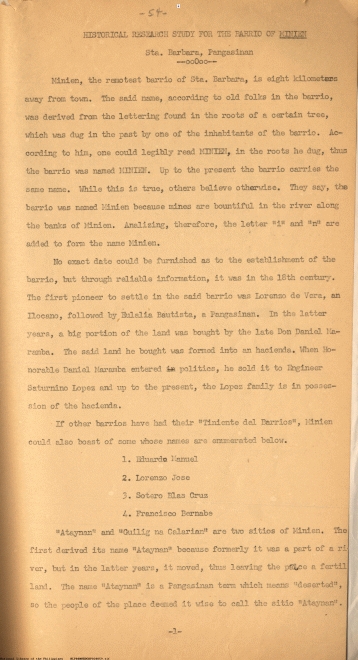 -54-
HISTORICAL RESEARCH STUDY FOR THE BARRIO OF MINIEN
Sta. Barbara, Pangasinan
--ooOoo--
Minien, the remotest barrio of Sta. Barbara, is eight kilometers
away from town. The said name, according to old folks in the barrio,
was derived from the lettering found in the roots of a certain tree,
which was dug in the past by one of the inhabitants of the barrio. Ac-
cording to him, one could legibly read MINIEN, in the roots he dug, thus
the barrio was named MINIEN. Up to the present the barrio carries the
same name. While this is true, others believe otherwise. They say, the
barrio was named Minien because mines are bountiful in the river along
the banks of Minien. Analizing, therefore, the letter "i" and "n" are
added to form the name Minien.
No exact date could be furnished as to the establishment of the
barrio, but through reliable information, it was in the 18th century.
The first pioneer to settle in the said barrio was Lorenzo de Vera, an
Ilocano, followed by Eulalia Bautista, a Pangasinan. In the latter
years, a big portion of the land was bought by the late Don Daniel Ma-
ramba. The said land he bought was formed into an hacienda. When Ho-
norable Daniel Maramba entered in politics, he sold it to Engineer
Saturnino Lopez and up to the present, the Lopez family is in posses-
sion of the hacienda.
If other barrios have had their "Tiniente del Barrios", Minien
could also boast of some whose names are enumerated below.
1. Eduardo Manuel
2. Lorenzo Jose
3. Sotero Blas Cruz
4. Francisco Bernabe
"Ataynan" and "Guilig na Calarian" are two sitios of Minien. The
first derived its name "Ataynan" because formerly it was a part of a ri
ver, but in the latter years, it moved, thus leaving the place a fertil
land. The name "Ataynan" is a Pangasinan term which means "deserted",
so the people of the place deemed it wise to call the sitio "Ataynan".
-1-